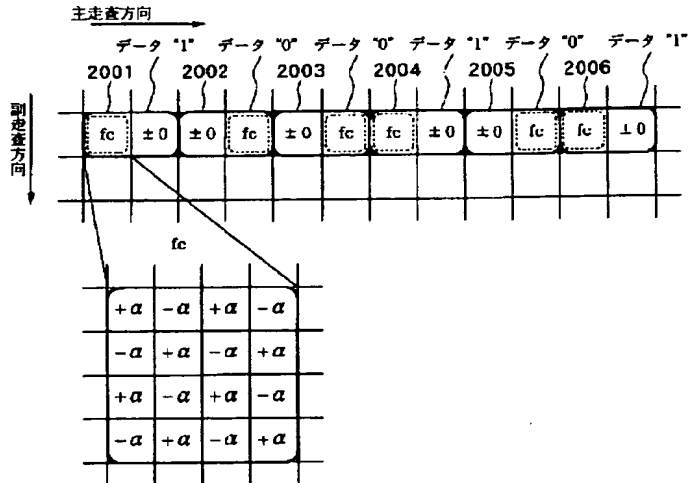 主走査方向
データ "1" データ "0" データ "0" データ "1" データ "0" データ "1"
2001 2002 2003 2004 2005 2006
副走査方向
fc ±0 ±0 fc ±0 fc fc ±0 ±0 fc fc ⊥0
fc
+α -α +α -α
-α +α -α +α
+α -α +α -α
-α +α -α +α